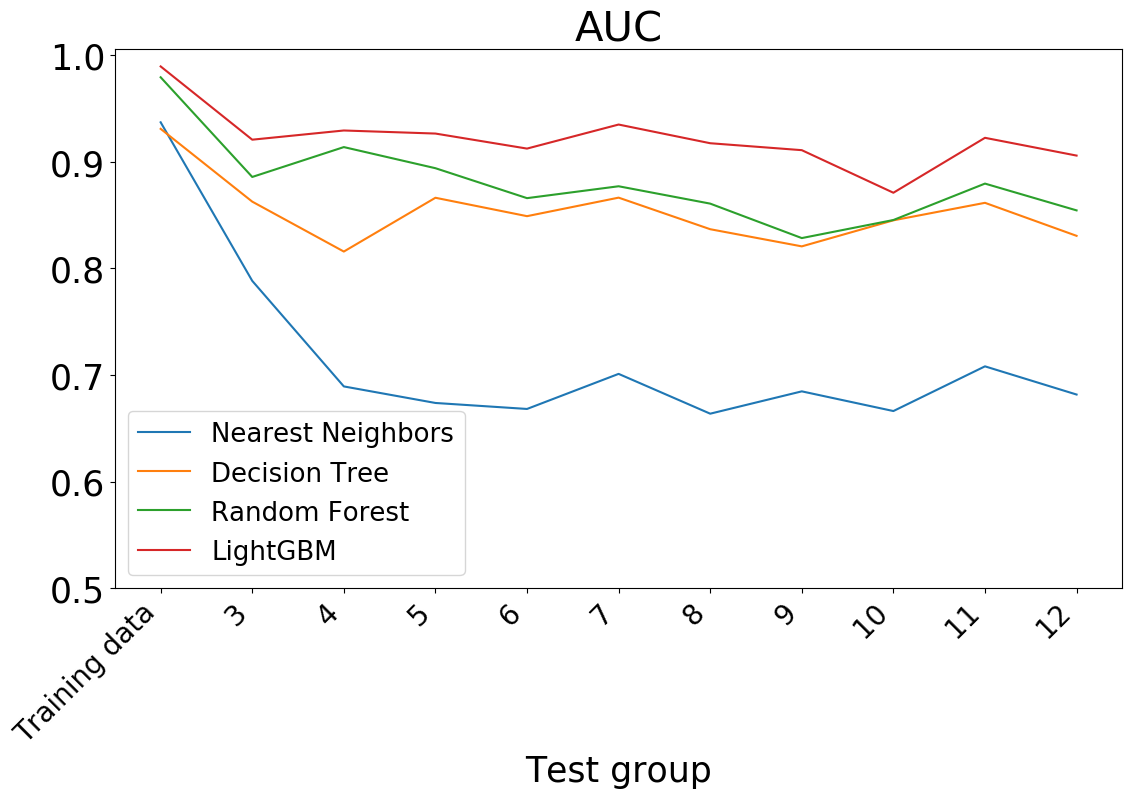 AUC
1.0
0.9
0.8
0.7
0.6
0.5
Nearest Neighbors
Decision Tree
Random Forest
LightGBM
Training data
3
4
5
6
7
8
9
10
11
12
Test group